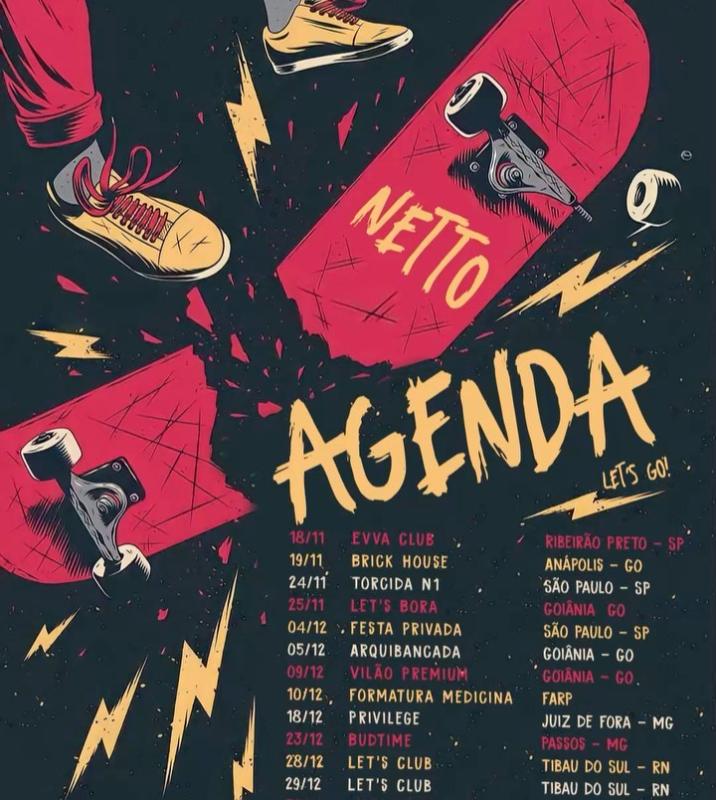 NETTO
AGENDA
LET'S GO!
18/11 EVVA CLUB RIBEIRÃO PRETO - SP
19/11 BRICK HOUSE ANÁPOLIS - GO
24/11 TORCIDA N1 SÃO PAULO - SP
25/11 LET'S BORA GOIÂNIA GO
04/12 FESTA PRIVADA SÃO PAULO - SP
05/12 ARQUIBANCADA GOIÂNIA - GO
09/12 VILÃO PREMIUM GOIÂNIA - GO
10/12 FORMATURA MEDICINA FARP
18/12 PRIVILEGE JUIZ DE FORA - MG
23/12 BUDTIME PASSOS - MG
28/12 LET'S CLUB TIBAU DO SUL - RN
29/12 LET'S CLUB TIBAU DO SUL - RN